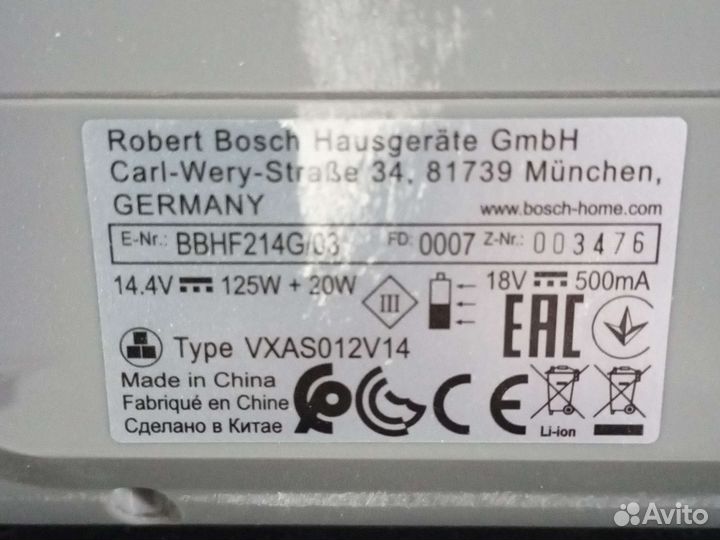 Robert Bosch Hausgeräte GmbH
Carl-Wery-Straße 34, 81739 München,
GERMANY www.bosch-home.com
E-Nr.: BBHF214G/03 FD: 0007 Z-Nr.: 003476
14.4V 125W + 20W III 18V 500mA
Type VXAS012V14 EAC
Made in China
Fabriqué en Chine
Сделано в Китае CE Li-ion
Avito